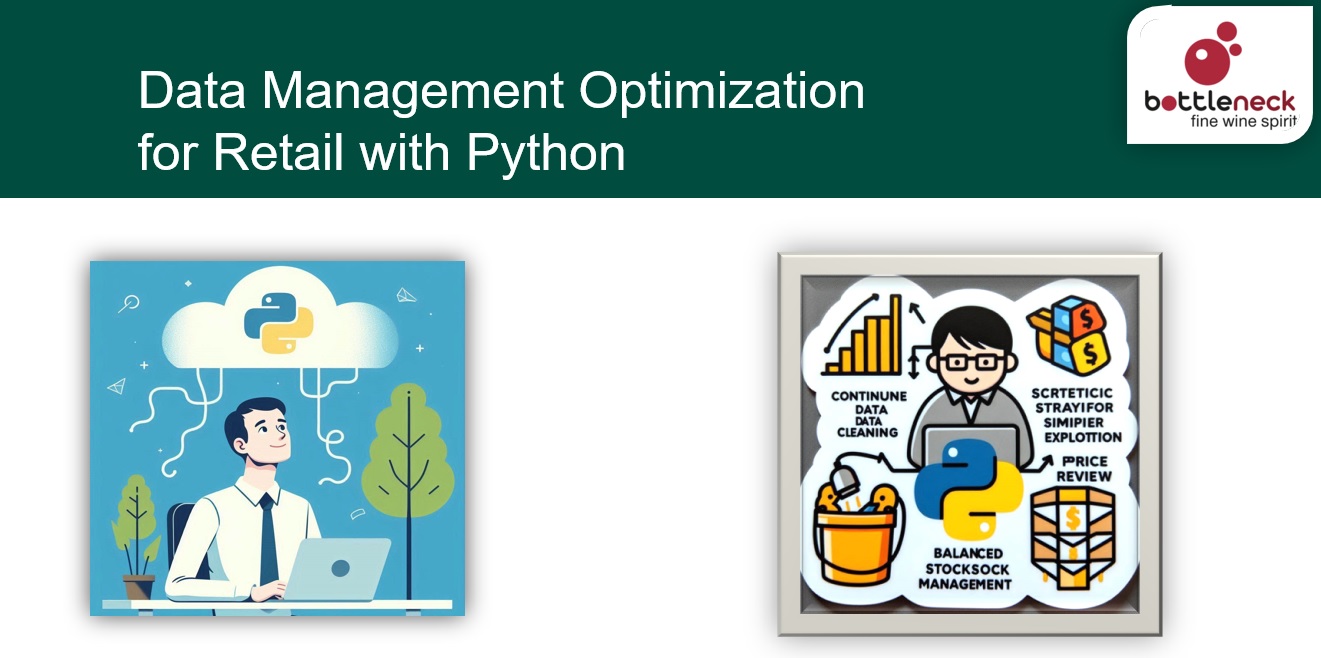 Data Management Optimization
for Retail with Python
bottleneck
fine wine spirit
CONTINUNE
DATA
DATA
CLEANING
SCRTETICIC
STRAYIFOR
SIMIPIER
EXPLOTTION
PRICE
REVIEW
BALANCED
STOCKSOCK
MANAGEMENT
$
$
$